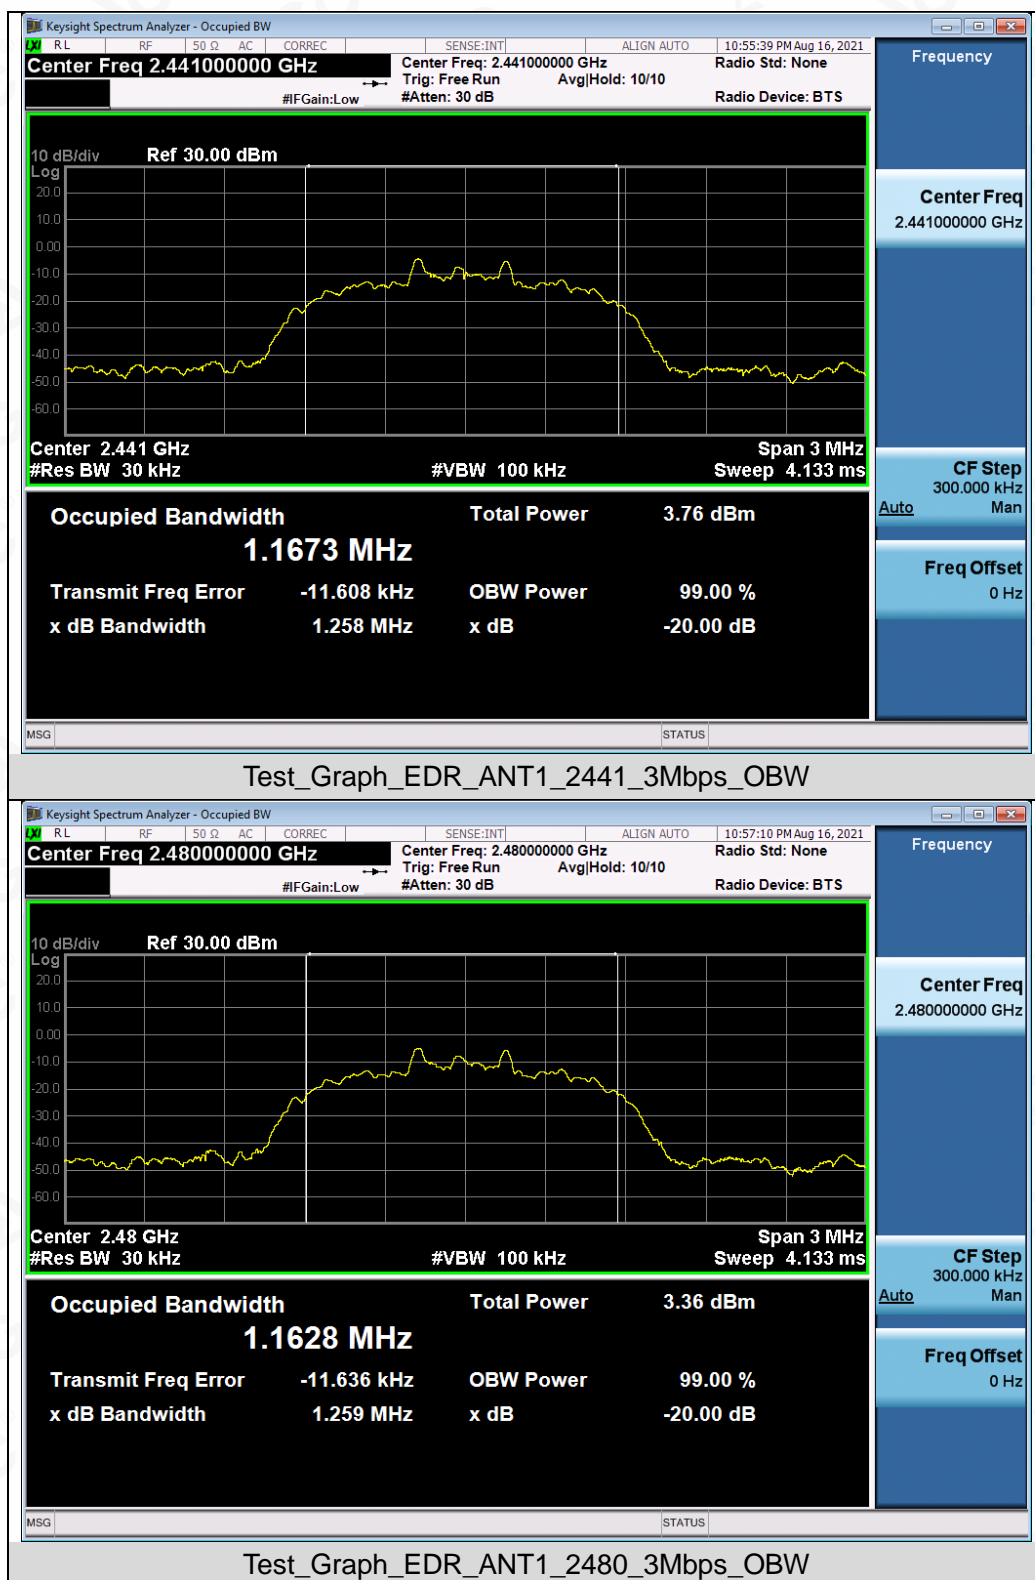 Keysight Spectrum Analyzer - Occupied BW
LXI RL RF 50 Ω AC CORREC SENSE:INT ALIGN AUTO 10:55:39 PM Aug 16, 2021
Center Freq 2.441000000 GHz
Center Freq: 2.441000000 GHz
Radio Std: None
Trig: Free Run Avg|Hold: 10/10
#IFGain:Low
#Atten: 30 dB
Radio Device: BTS
Frequency
10 dB/div Ref 30.00 dBm
Log
20.0
10.0
0.00
-10.0
-20.0
-30.0
-40.0
-50.0
-60.0
Center 2.441 GHz Span 3 MHz
#Res BW 30 kHz #VBW 100 kHz Sweep 4.133 ms
Center Freq
2.441000000 GHz
CF Step
300.000 kHz
Auto Man
Freq Offset
0 Hz
Occupied Bandwidth Total Power 3.76 dBm
1.1673 MHz
Transmit Freq Error -11.608 kHz OBW Power 99.00 %
x dB Bandwidth 1.258 MHz x dB -20.00 dB
MSG STATUS
Test_Graph_EDR_ANT1_2441_3Mbps_OBW
Keysight Spectrum Analyzer - Occupied BW
LXI RL RF 50 Ω AC CORREC SENSE:INT ALIGN AUTO 10:57:10 PM Aug 16, 2021
Center Freq 2.480000000 GHz
Center Freq: 2.480000000 GHz
Radio Std: None
Trig: Free Run Avg|Hold: 10/10
#IFGain:Low
#Atten: 30 dB
Radio Device: BTS
Frequency
10 dB/div Ref 30.00 dBm
Log
20.0
10.0
0.00
-10.0
-20.0
-30.0
-40.0
-50.0
-60.0
Center 2.48 GHz Span 3 MHz
#Res BW 30 kHz #VBW 100 kHz Sweep 4.133 ms
Center Freq
2.480000000 GHz
CF Step
300.000 kHz
Auto Man
Freq Offset
0 Hz
Occupied Bandwidth Total Power 3.36 dBm
1.1628 MHz
Transmit Freq Error -11.636 kHz OBW Power 99.00 %
x dB Bandwidth 1.259 MHz x dB -20.00 dB
MSG STATUS
Test_Graph_EDR_ANT1_2480_3Mbps_OBW